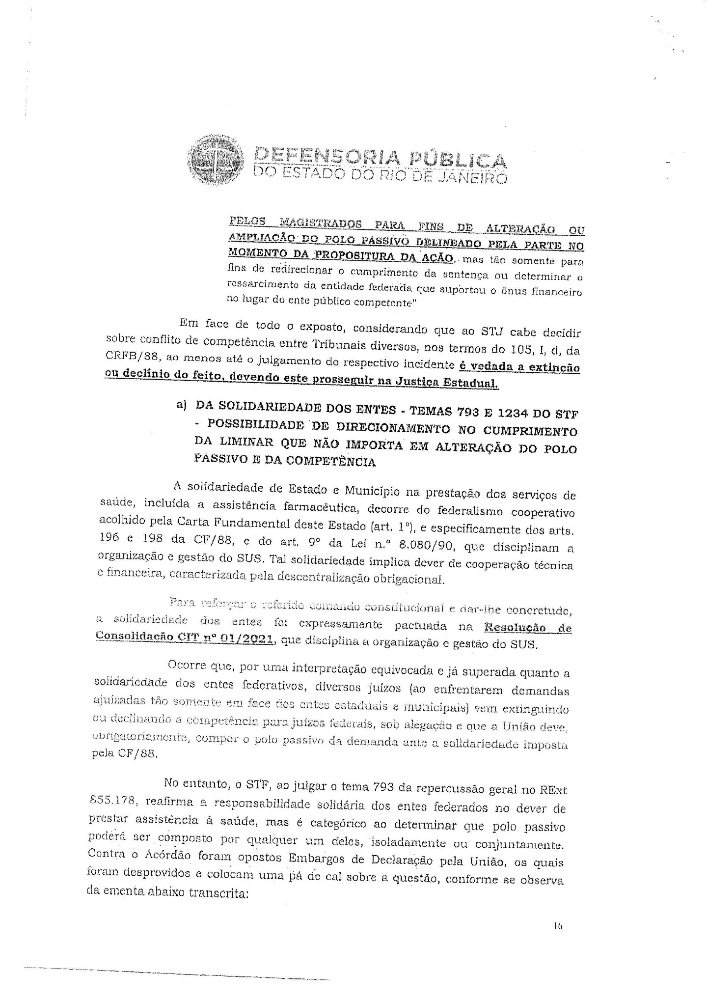 DEFENSORIA PÚBLICA
DO ESTADO DO RIO DE JANEIRO
PELOS MAGISTRADOS PARA FINS DE ALTERAÇÃO OU
AMPLIAÇÃO DO POLO PASSIVO DELINEADO PELA PARTE NO
MOMENTO DA PROPOSITURA DA AÇÃO, mas tão somente para
fins de redirecionar o cumprimento da sentença ou determinar o
ressarcimento da entidade federada que suportou o ônus financeiro
no lugar do ente público competente"
Em face de todo o exposto, considerando que ao STJ cabe decidir
sobre conflito de competência entre Tribunais diversos, nos termos do 105, I, d, da
CRFB/88, ao menos até o julgamento do respectivo incidente é vedada a extinção
ou declínio do feito, devendo este prosseguir na Justiça Estadual.
a) DA SOLIDARIEDADE DOS ENTES - TEMAS 793 E 1234 DO STF
- POSSIBILIDADE DE DIRECIONAMENTO NO CUMPRIMENTO
DA LIMINAR QUE NÃO IMPORTA EM ALTERAÇÃO DO POLO
PASSIVO E DA COMPETÊNCIA
A solidariedade de Estado e Município na prestação dos serviços de
saúde, incluída a assistência farmacêutica, decorre do federalismo cooperativo
acolhido pela Carta Fundamental deste Estado (art. 1º), e especificamente dos arts.
196 e 198 da CF/88, e do art. 9º da Lei n.º 8.080/90, que disciplinam a
organização e gestão do SUS. Tal solidariedade implica dever de cooperação técnica
e financeira, caracterizada pela descentralização obrigacional.
Para reforçar o referido comando constitucional e dar-lhe concretude,
a solidariedade dos entes foi expressamente pactuada na Resolução de
Consolidação CIT nº 01/2021, que disciplina a organização e gestão do SUS.
Ocorre que, por uma interpretação equivocada e já superada quanto a
solidariedade dos entes federativos, diversos juízos (ao enfrentarem demandas
ajuizadas tão somente em face dos entes estaduais e municipais) vem extinguindo
ou declinando a competência para juízos federais, sob alegação e que a União deve,
obrigatoriamente, compor o polo passivo da demanda ante a solidariedade imposta
pela CF/88.
No entanto, o STF, ao julgar o tema 793 da repercussão geral no RExt
855.178, reafirma a responsabilidade solidária dos entes federados no dever de
prestar assistência à saúde, mas é categórico ao determinar que polo passivo
poderá ser composto por qualquer um deles, isoladamente ou conjuntamente.
Contra o Acórdão foram opostos Embargos de Declaração pela União, os quais
foram desprovidos e colocam uma pá de cal sobre a questão, conforme se observa
da ementa abaixo transcrita:
16